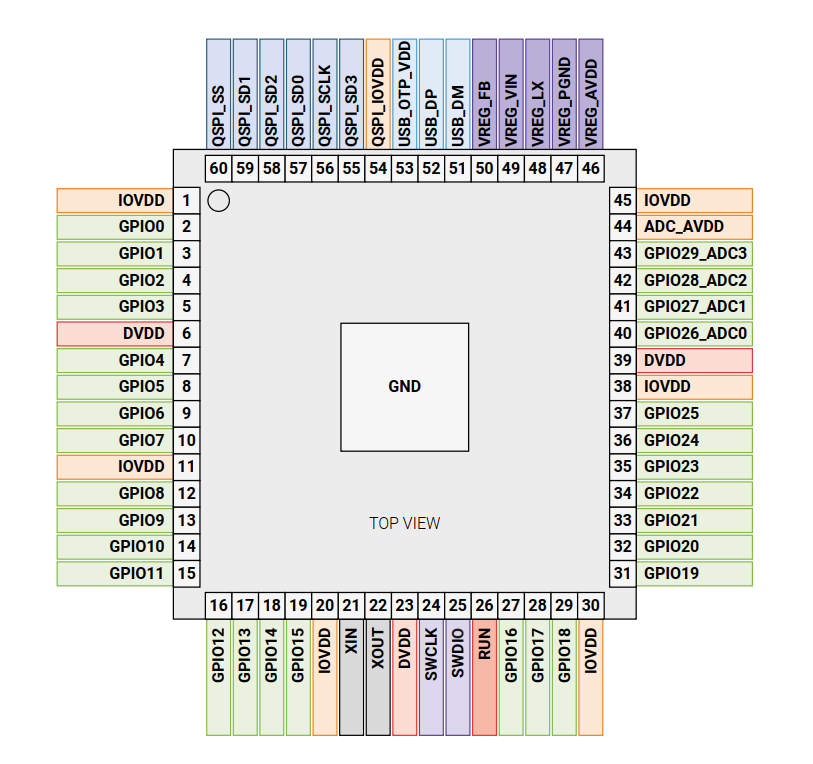 QSPI_SS
QSPI_SD1
QSPI_SD2
QSPI_SD0
QSPI_SCLK
QSPI_SD3
QSPI_IOVDD
USB_OTP_VDD
USB_DP
USB_DM
VREG_FB
VREG_VIN
VREG_LX
VREG_PGND
VREG_AVDD
60 59 58 57 56 55 54 53 52 51 50 49 48 47 46
IOVDD 1
GPIO0 2
GPIO1 3
GPIO2 4
GPIO3 5
DVDD 6
GPIO4 7
GPIO5 8
GPIO6 9
GPIO7 10
IOVDD 11
GPIO8 12
GPIO9 13
GPIO10 14
GPIO11 15
GND
TOP VIEW
45 IOVDD
44 ADC_AVDD
43 GPIO29_ADC3
42 GPIO28_ADC2
41 GPIO27_ADC1
40 GPIO26_ADC0
39 DVDD
38 IOVDD
37 GPIO25
36 GPIO24
35 GPIO23
34 GPIO22
33 GPIO21
32 GPIO20
31 GPIO19
16 17 18 19 20 21 22 23 24 25 26 27 28 29 30
GPIO12
GPIO13
GPIO14
GPIO15
IOVDD
XIN
XOUT
DVDD
SWCLK
SWDIO
RUN
GPIO16
GPIO17
GPIO18
IOVDD